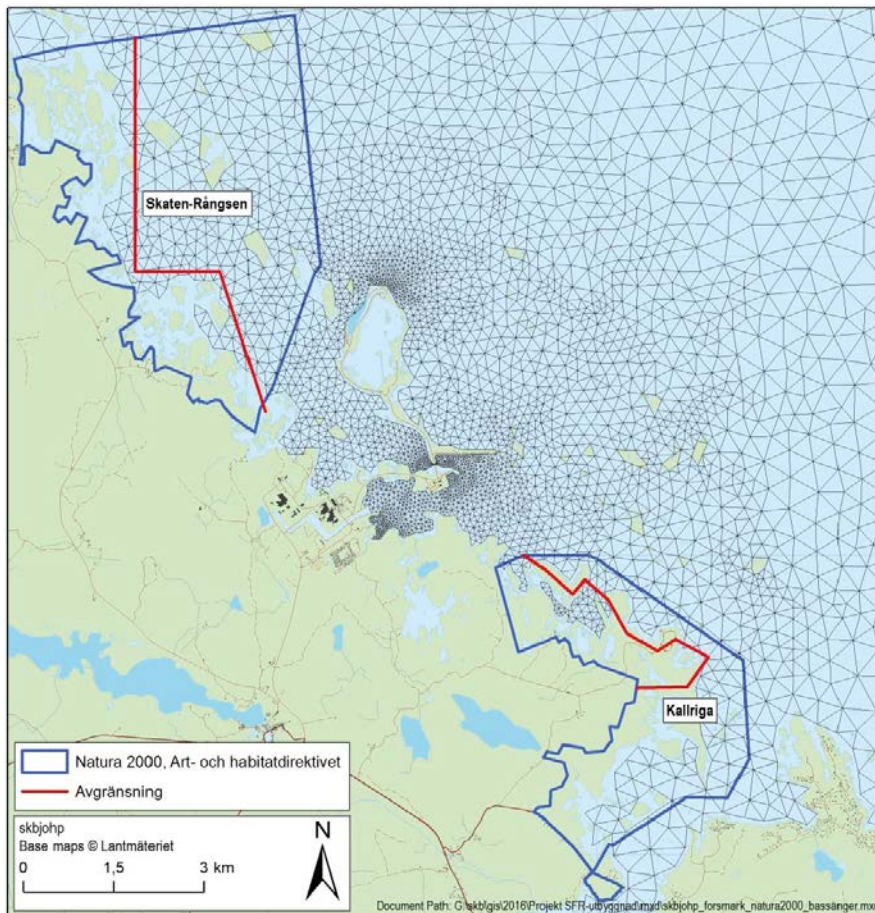 Skaten-Rångsen
Kallriga
Natura 2000, Art- och habitatdirektivet
Avgränsning
skbjohp
Base maps © Lantmäteriet
N
0 1,5 3 km
Document Path: G:\skb\gis\2016\Projekt SFR-utbyggnad\mxd\skbjohp_forsmark_natura2000_bassänger.mxd